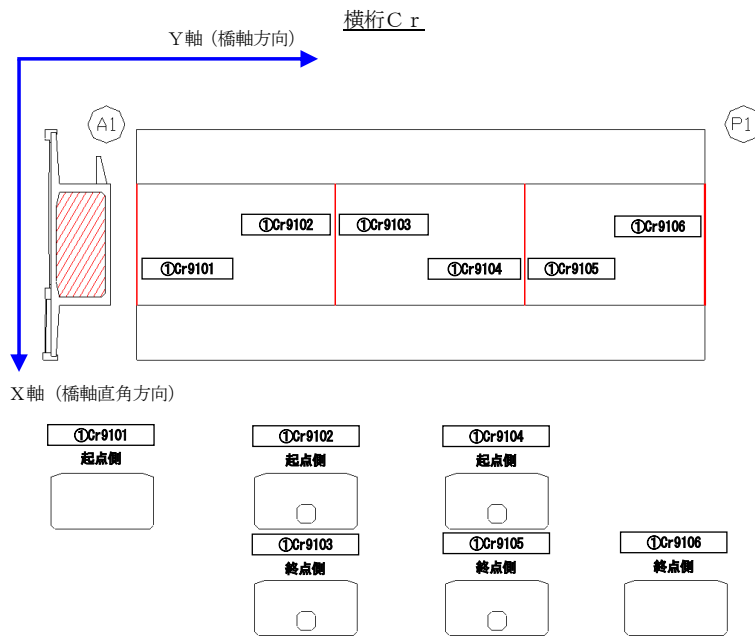 横桁Ｃｒ
Ｙ軸（橋軸方向）
A1
P1
①Cr9102
①Cr9103
①Cr9106
①Cr9101
①Cr9104
①Cr9105
Ｘ軸（橋軸直角方向）
①Cr9101
①Cr9102
①Cr9104
起点側
起点側
起点側
①Cr9103
①Cr9105
①Cr9106
終点側
終点側
終点側